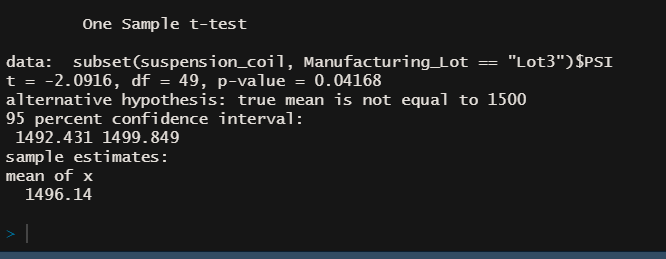 One Sample t-test
data:  subset(suspension_coil, Manufacturing_Lot == "Lot3")$PSI
t = -2.0916, df = 49, p-value = 0.04168
alternative hypothesis: true mean is not equal to 1500
95 percent confidence interval:
 1492.431 1499.849
sample estimates:
mean of x
  1496.14
>